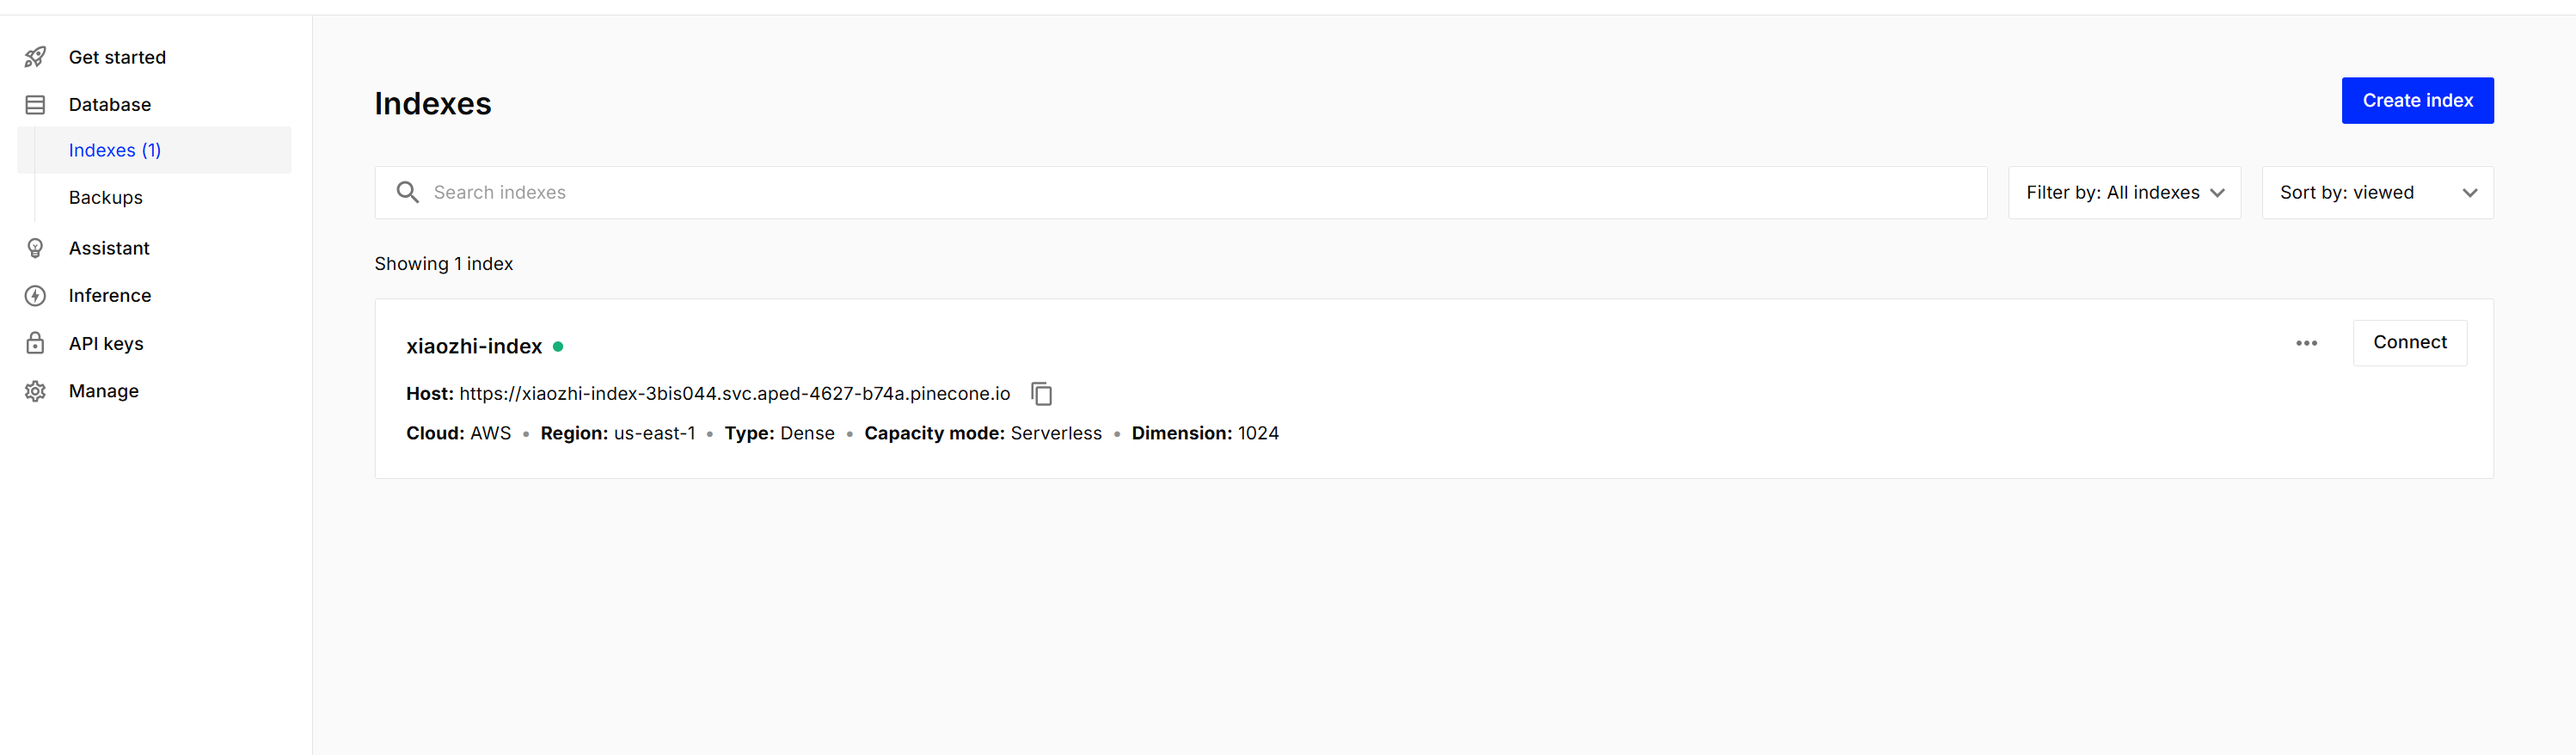 Get started
Database
Indexes (1)
Backups
Assistant
Inference
API keys
Manage
Indexes
Create index
Search indexes
Filter by: All indexes
Sort by: viewed
Showing 1 index
xiaozhi-index
Connect
Host: https://xiaozhi-index-3bis044.svc.aped-4627-b74a.pinecone.io
Cloud: AWS • Region: us-east-1 • Type: Dense • Capacity mode: Serverless • Dimension: 1024